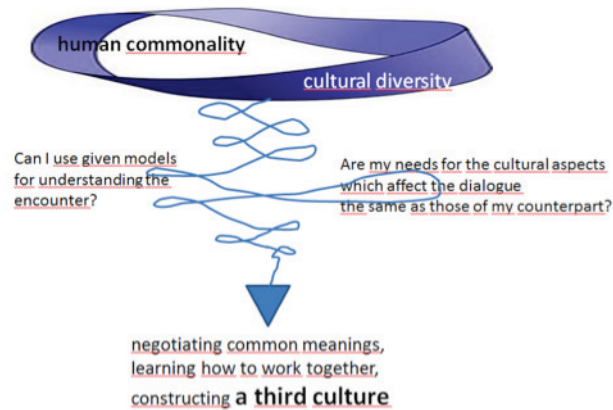 human commonality
cultural diversity
Can I use given models
for understanding the
encounter?
Are my needs for the cultural aspects
which affect the dialogue
the same as those of my counterpart?
negotiating common meanings,
learning how to work together,
constructing a third culture